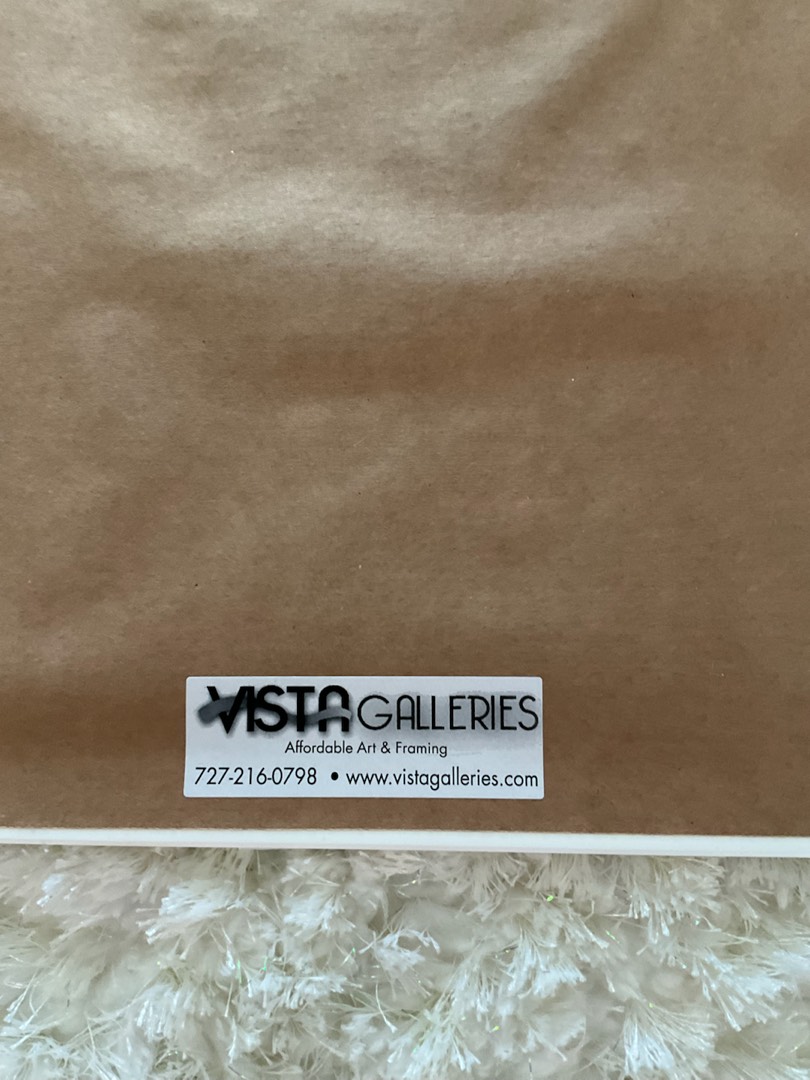 VISTA GALLERIES
Affordable Art & Framing
727-216-0798 • www.vistagalleries.com